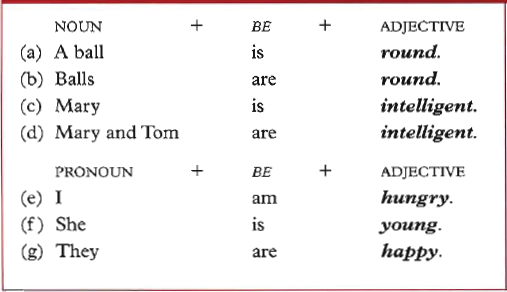 NOUN + BE + ADJECTIVE
(a) A ball is round.
(b) Balls are round.
(c) Mary is intelligent.
(d) Mary and Tom are intelligent.
PRONOUN + BE + ADJECTIVE
(e) I am hungry.
(f) She is young.
(g) They are happy.